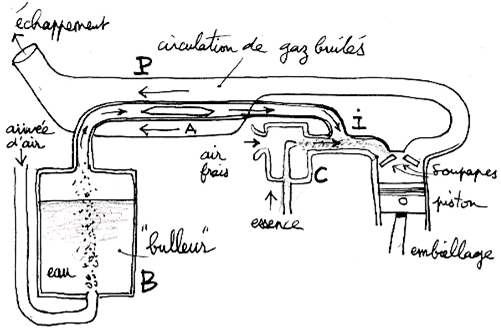 échappement
circulation de gaz brûlés
P
arrivée
d'air
A
i
air
frais
C
soupapes
piston
essence
"bulleur"
eau
B
embiellage